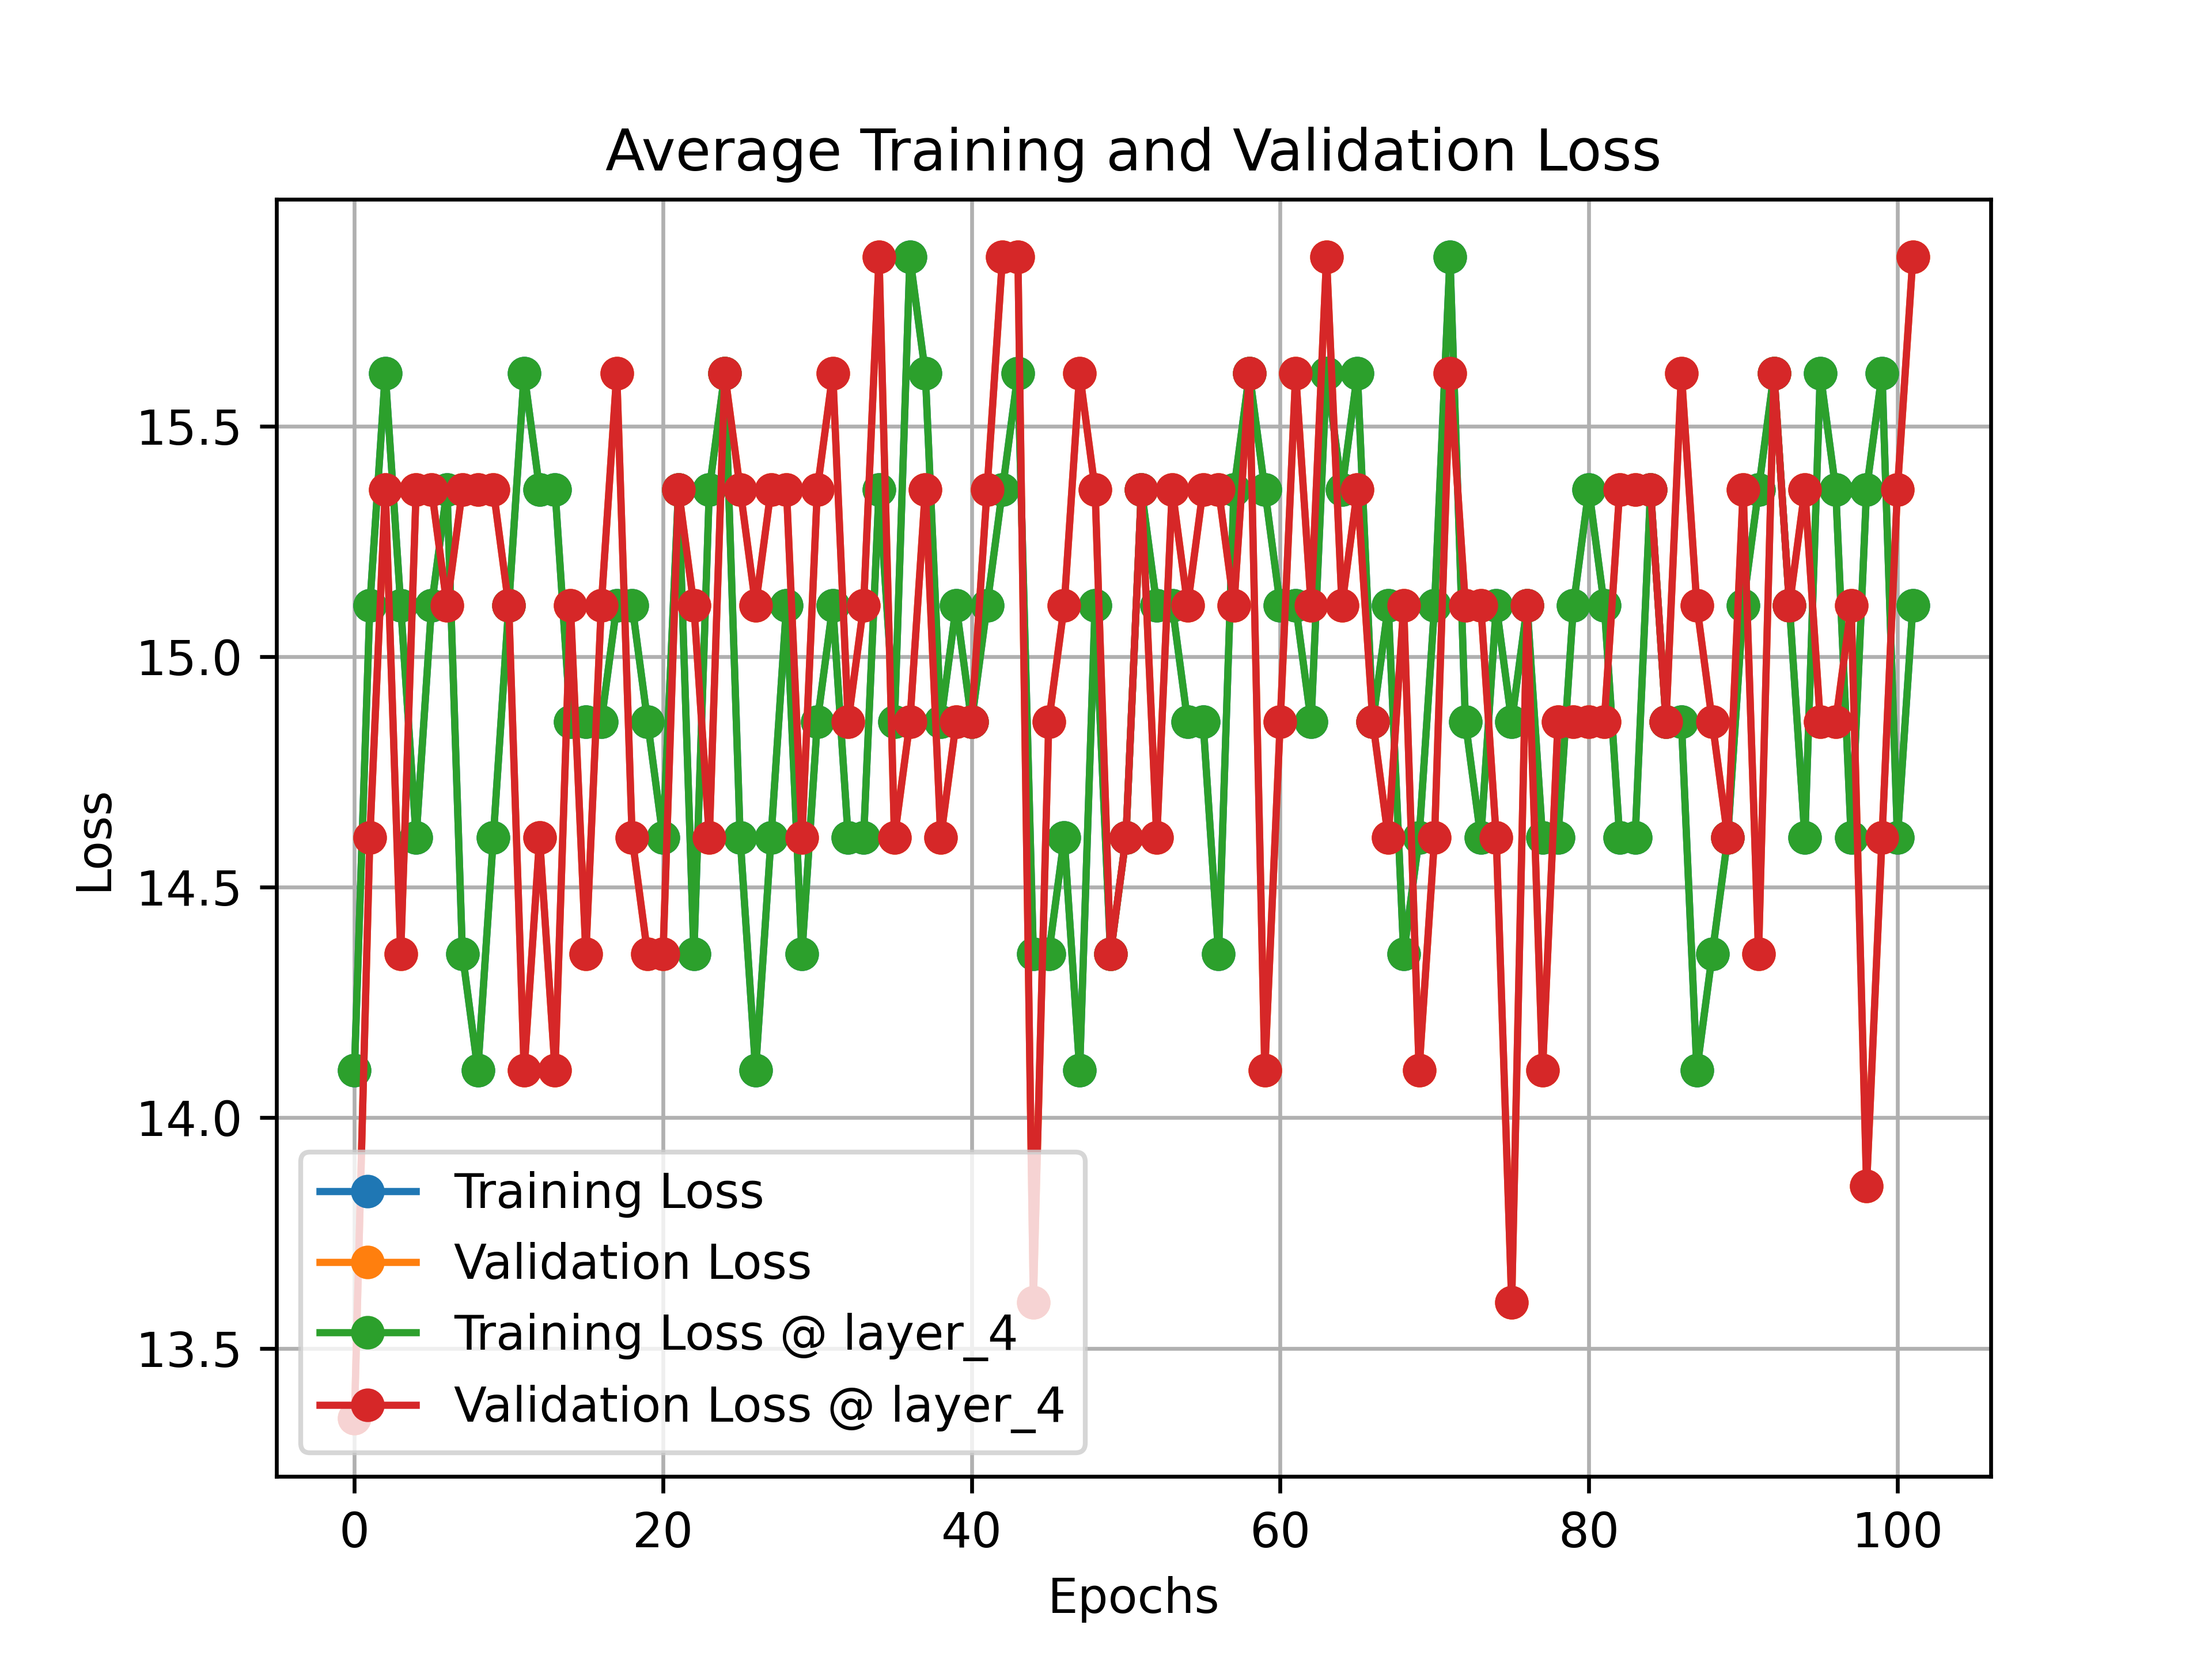 Average Training and Validation Loss
Loss
15.5
15.0
14.5
14.0
13.5
Training Loss
Validation Loss
Training Loss @ layer_4
Validation Loss @ layer_4
0 20 40 60 80 100
Epochs